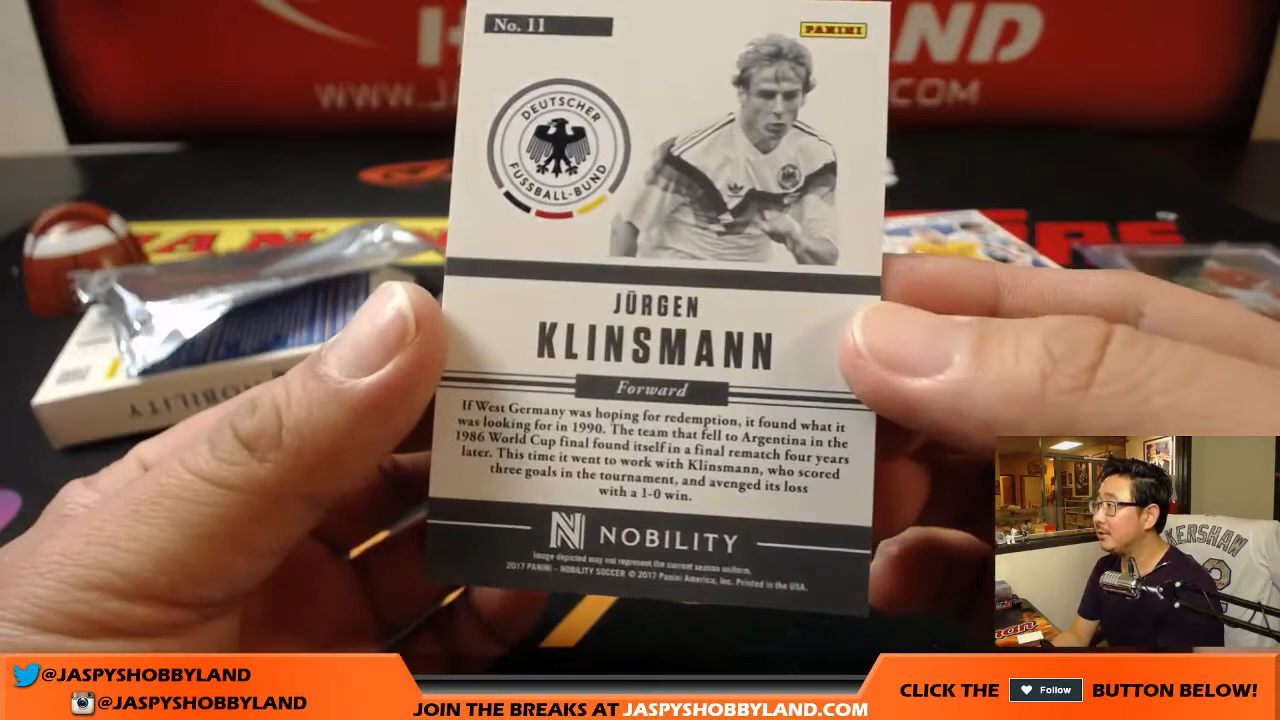 ND
WWW.J
COM
No. 11
PANINI
DEUTSCHER
FUSSBALL-BUND
JÜRGEN
KLINSMANN
Forward
If West Germany was hoping for redemption, it found what it
was looking for in 1990. The team that fell to Argentina in the
1986 World Cup final found itself in a final rematch four years
later. This time it went to work with Klinsmann, who scored
three goals in the tournament, and avenged its loss
with a 1-0 win.
N NOBILITY
Image depicted may not represent the current season uniform.
2017 PANINI - NOBILITY SOCCER © 2017 Panini America, Inc. Printed in the USA.
NOBILITY
KERSHAW
@JASPYSHOBBYLAND
@JASPYSHOBBYLAND
JOIN THE BREAKS AT JASPYSHOBBYLAND.COM
CLICK THE Follow BUTTON BELOW!